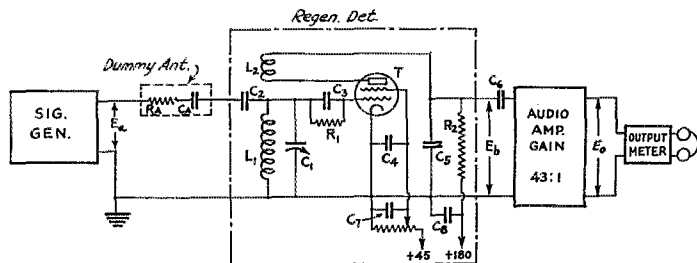 Regen. Det.
Dummy Ant.
SIG.
GEN.
Ea
RA
CA
C2
L2
L1
C1
C3
R1
T
C4
C7
C5
C8
R2
+45
+180
C6
Eb
AUDIO
AMP.
GAIN
43:1
Eo
OUTPUT
METER